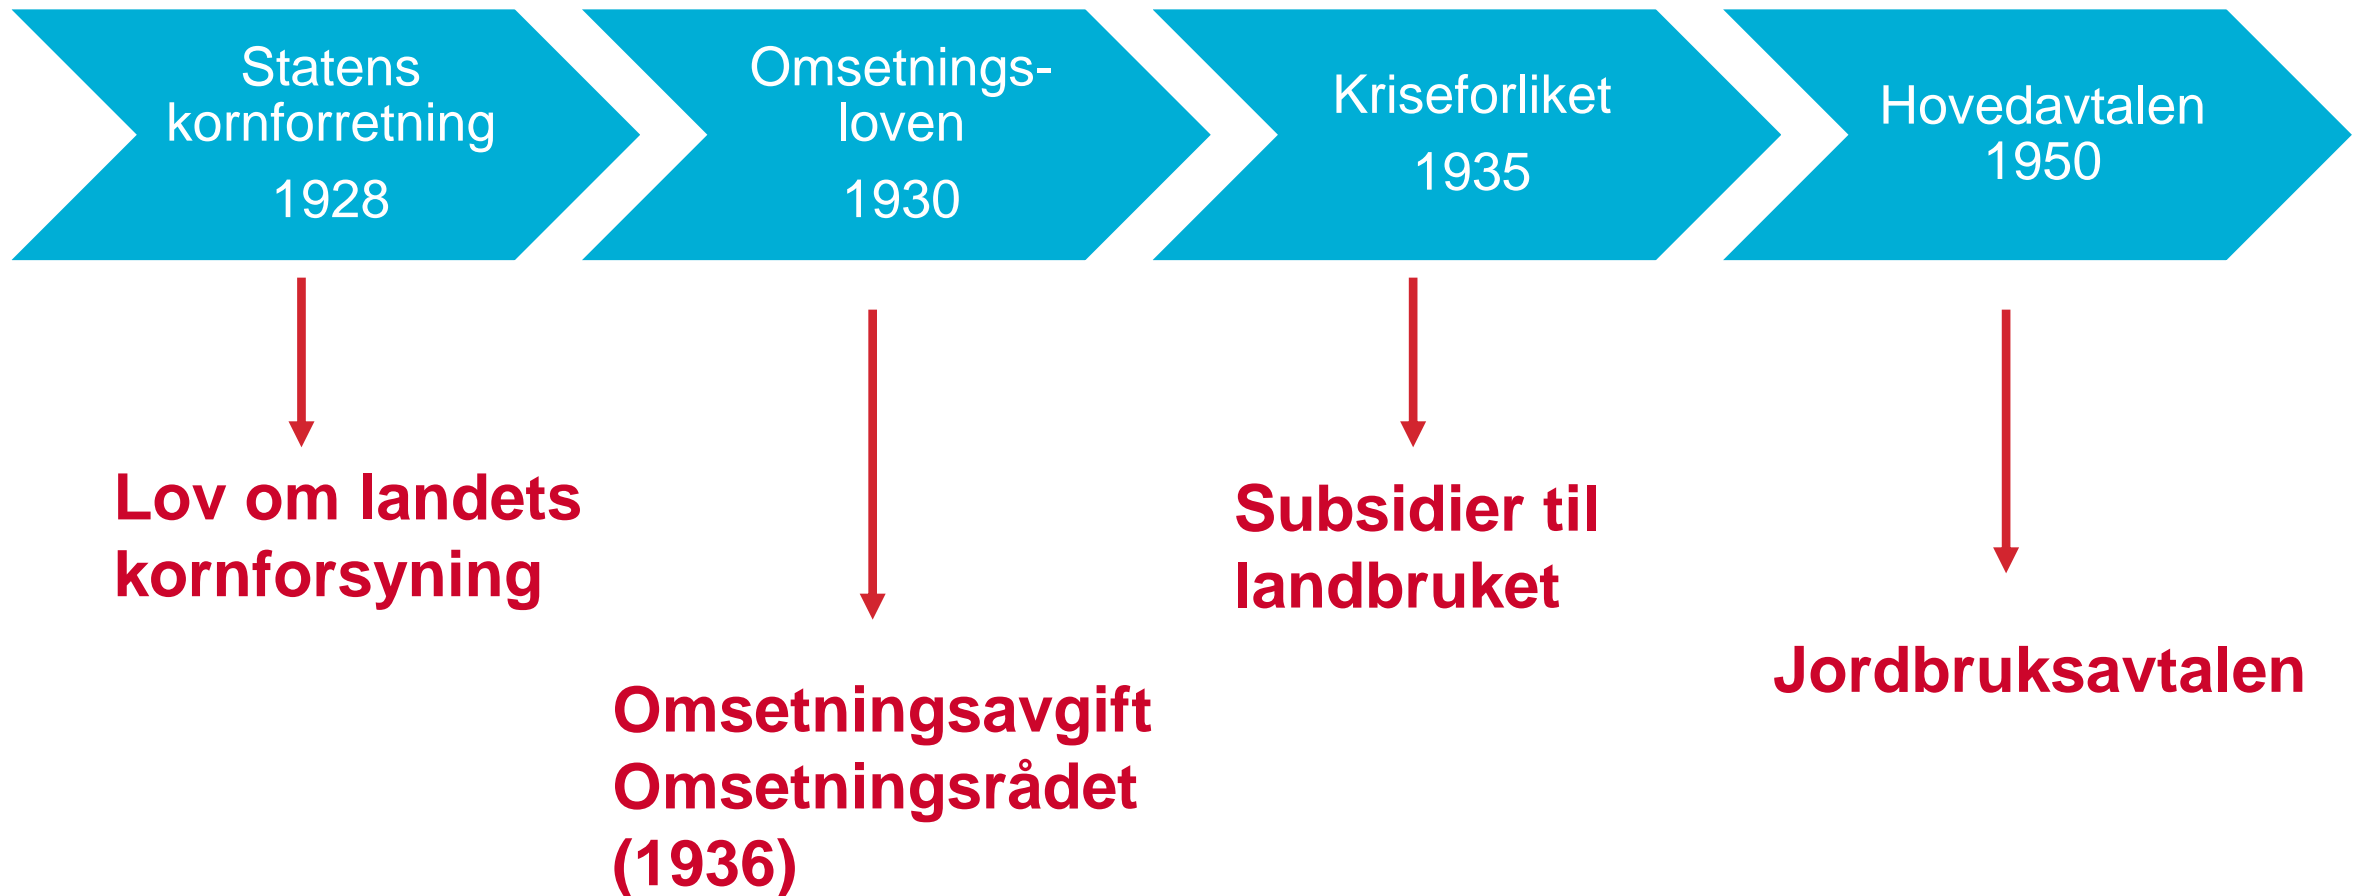 Statens
kornforretning
1928
Omsetnings-
loven
1930
Kriseforliket
1935
Hovedavtalen
1950
Lov om landets
kornforsyning
Omsetningsavgift
Omsetningsrådet
(1936)
Subsidier til
landbruket
Jordbruksavtalen